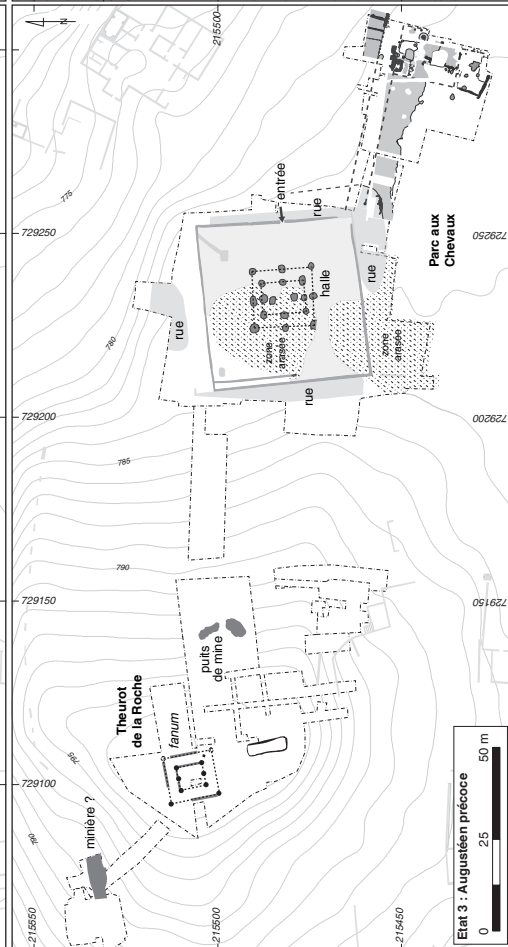 N
215500
775
729250
729250
entrée
rue
rue
rue
780
halle
zone
arasée
zone
arasée
rue
Parc aux
Chevaux
729200
729200
785
790
729150
729150
puits
de mine
Theurot
de la Roche
fanum
795
729100
minière ?
790
215550
215500
215450
Etat 3 : Augustéen précoce
0
25
50 m